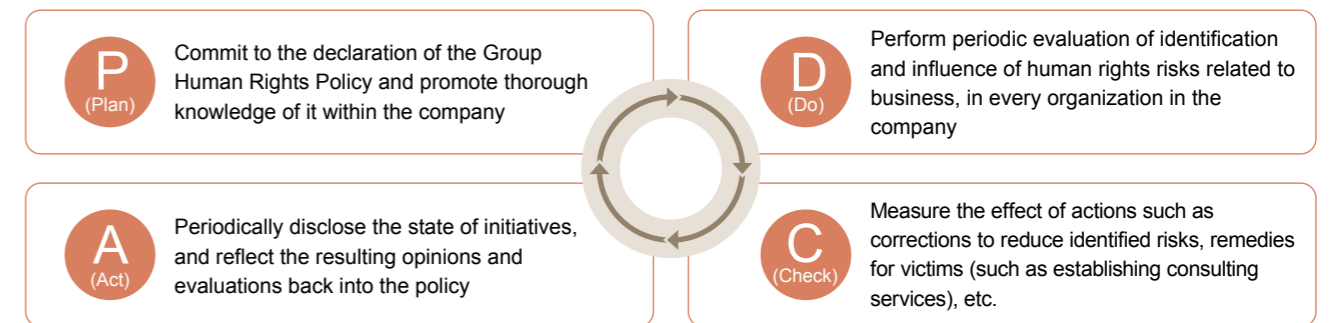 P
(Plan)
Commit to the declaration of the Group
Human Rights Policy and promote thorough
knowledge of it within the company
D
(Do)
Perform periodic evaluation of identification
and influence of human rights risks related to
business, in every organization in the
company
A
(Act)
Periodically disclose the state of initiatives,
and reflect the resulting opinions and
evaluations back into the policy
C
(Check)
Measure the effect of actions such as
corrections to reduce identified risks, remedies
for victims (such as establishing consulting
services), etc.